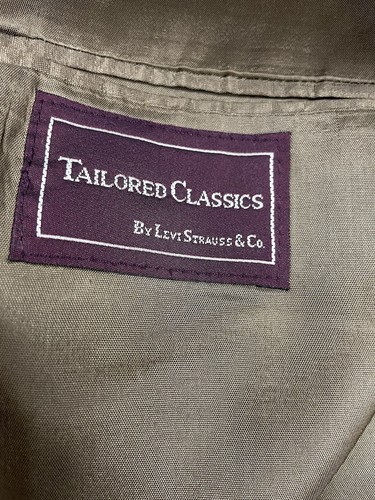 TAILORED CLASSICS
BY LEVI STRAUSS & CO.